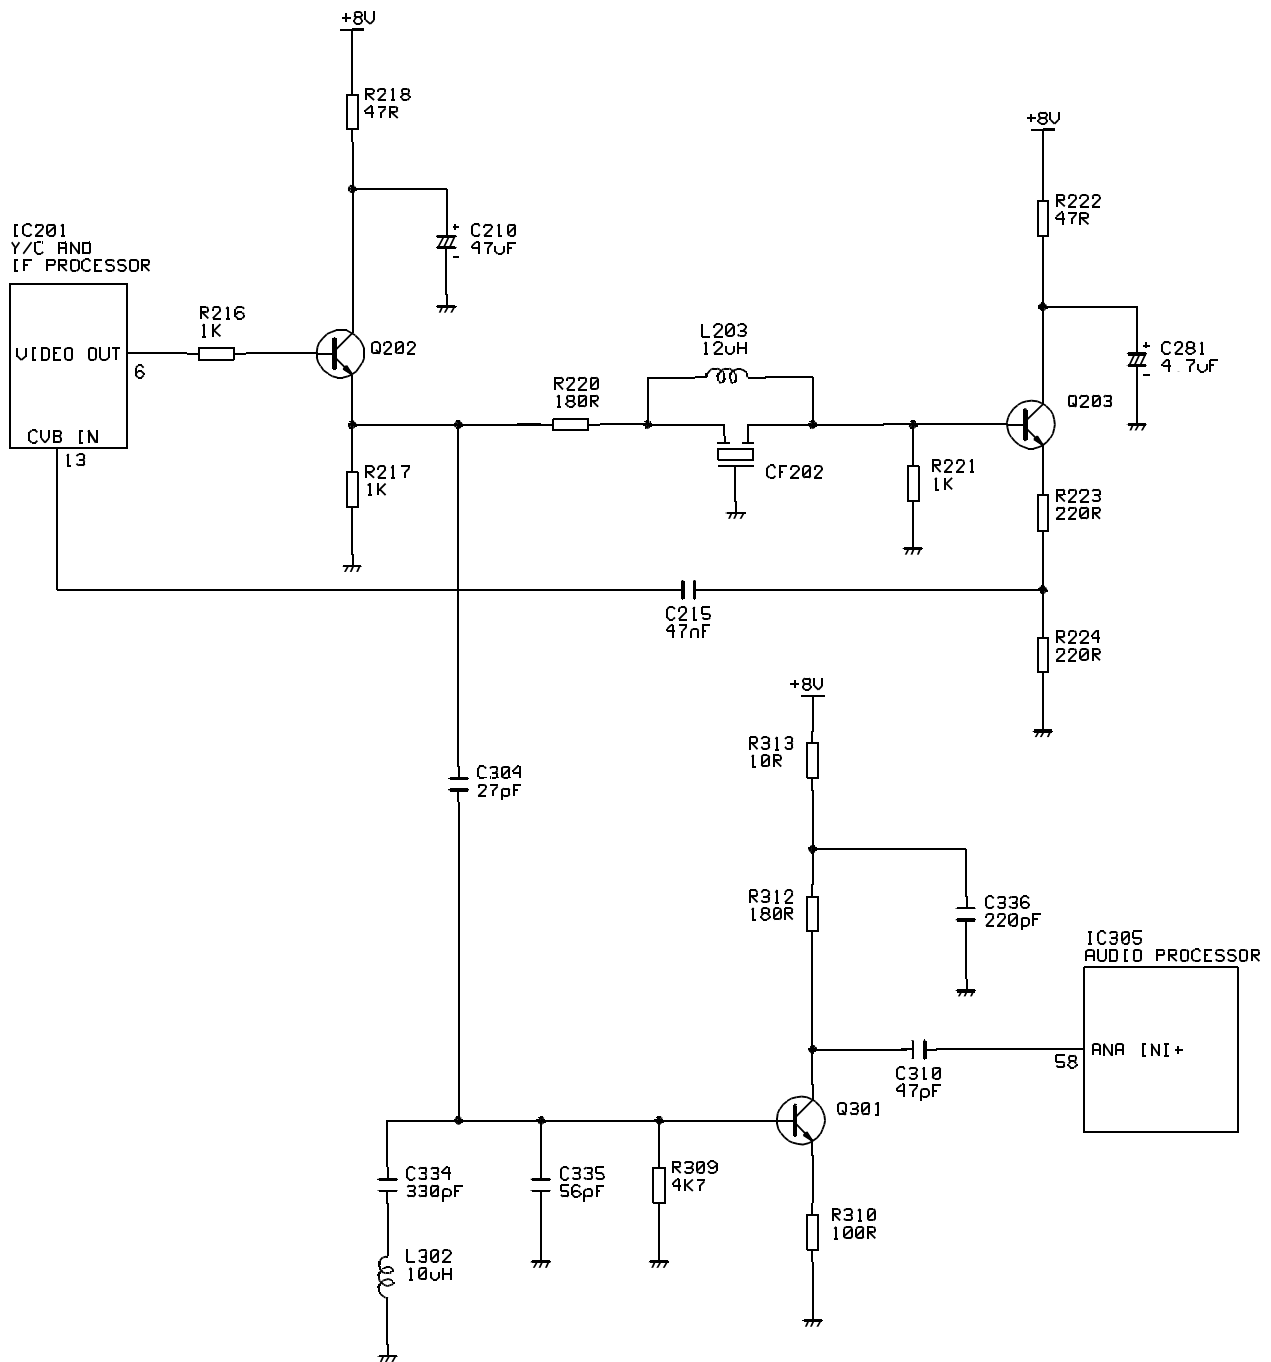 +8V
R218
47R
+8V
R222
47R
IC201
Y/C AND
IF PROCESSOR
+
C210
47uF
-
R216
1K
VIDEO OUT
6
Q202
L203
12uH
+
C281
4.7uF
-
R220
180R
Q203
CVB IN
13
R217
1K
CF202
R221
1K
R223
220R
C215
47nF
R224
220R
+8V
R313
10R
C304
27pF
R312
180R
C336
220pF
IC305
AUDIO PROCESSOR
58
ANA IN1+
C310
47pF
Q301
C334
330pF
C335
56pF
R309
4K7
R310
100R
L302
10uH